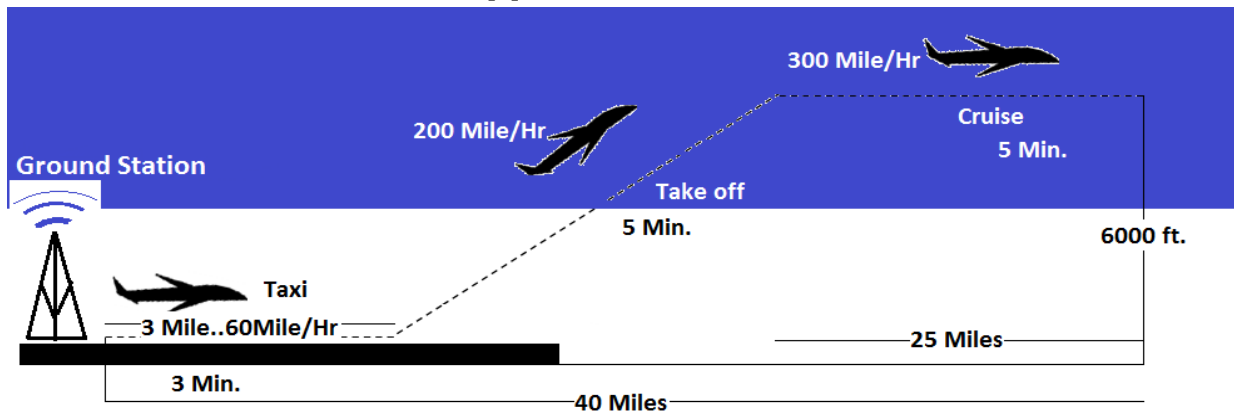 300 Mile/Hr
Cruise
5 Min.
200 Mile/Hr
Ground Station
Take off
5 Min.
6000 ft.
Taxi
3 Mile..60Mile/Hr
25 Miles
3 Min.
40 Miles